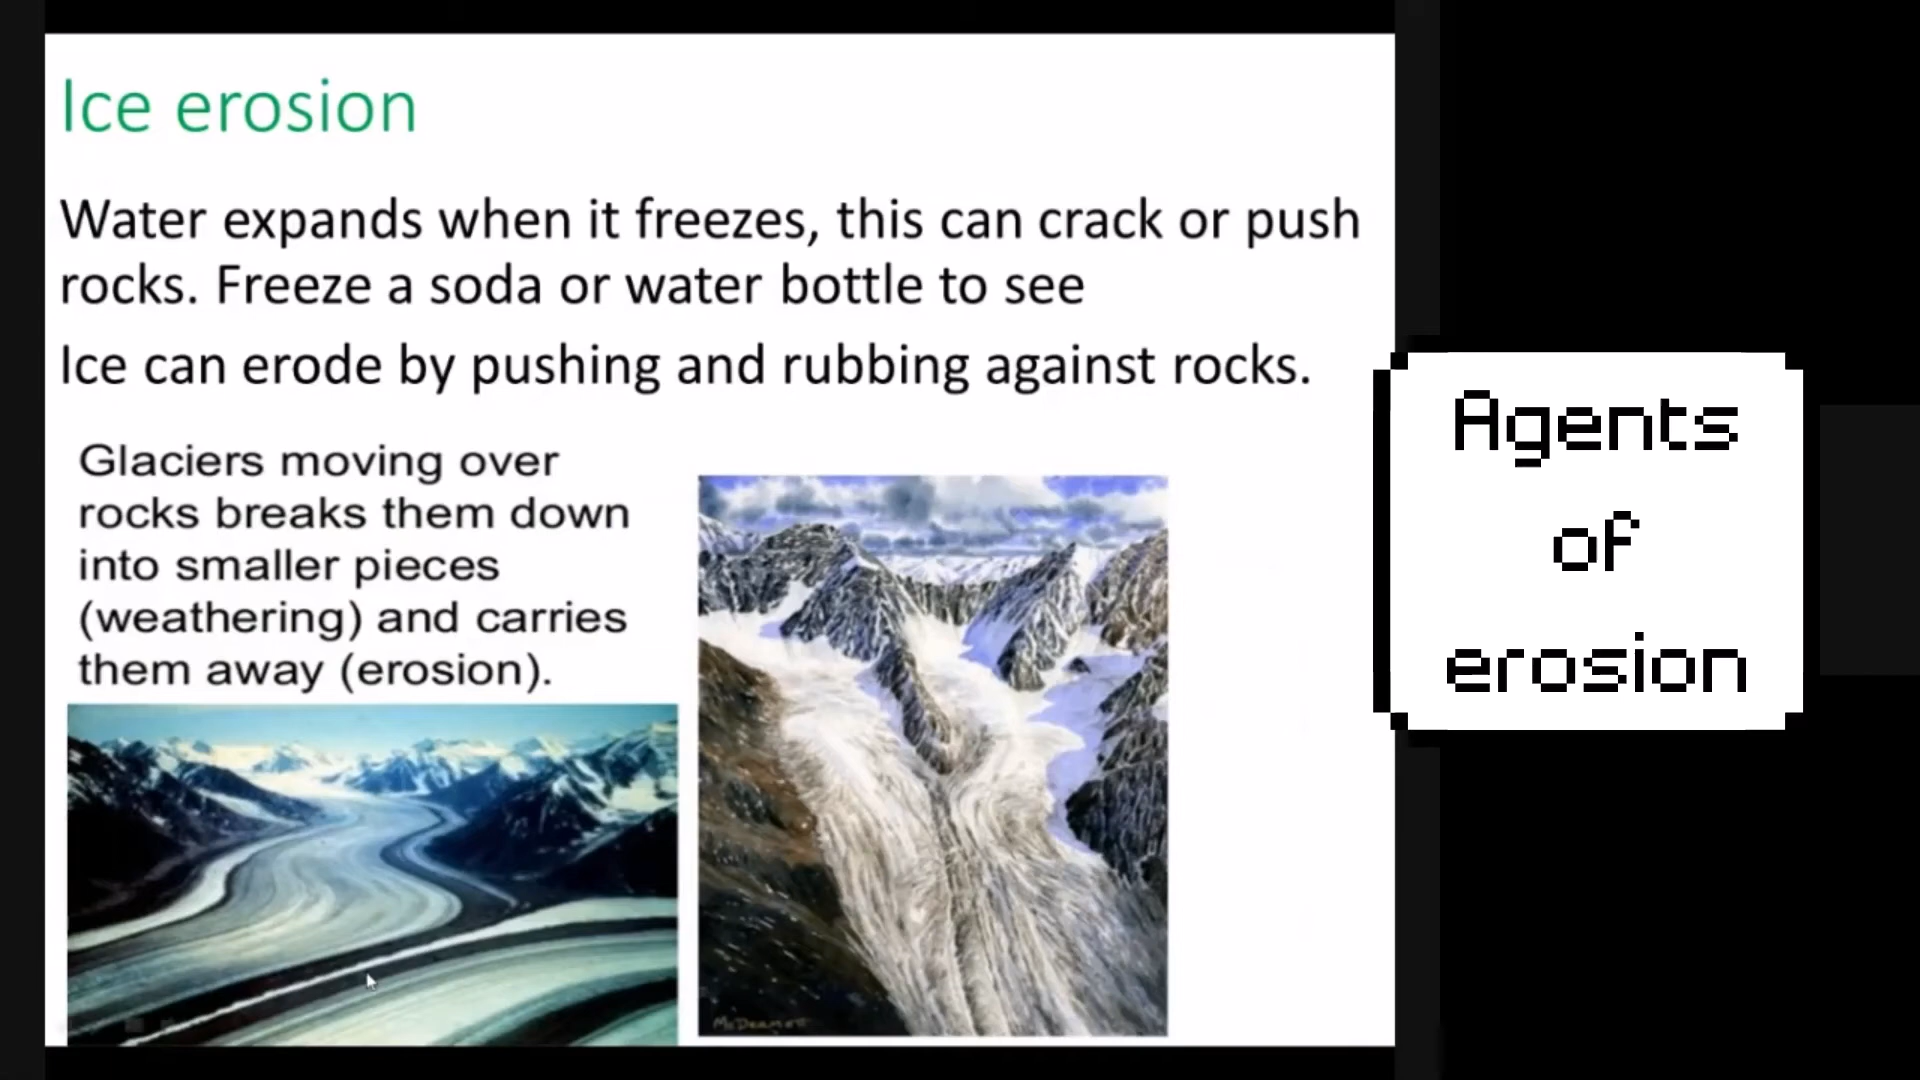 Ice erosion
Water expands when it freezes, this can crack or push
rocks. Freeze a soda or water bottle to see
Ice can erode by pushing and rubbing against rocks.
Glaciers moving over
rocks breaks them down
into smaller pieces
(weathering) and carries
them away (erosion).
Agents
of
erosion